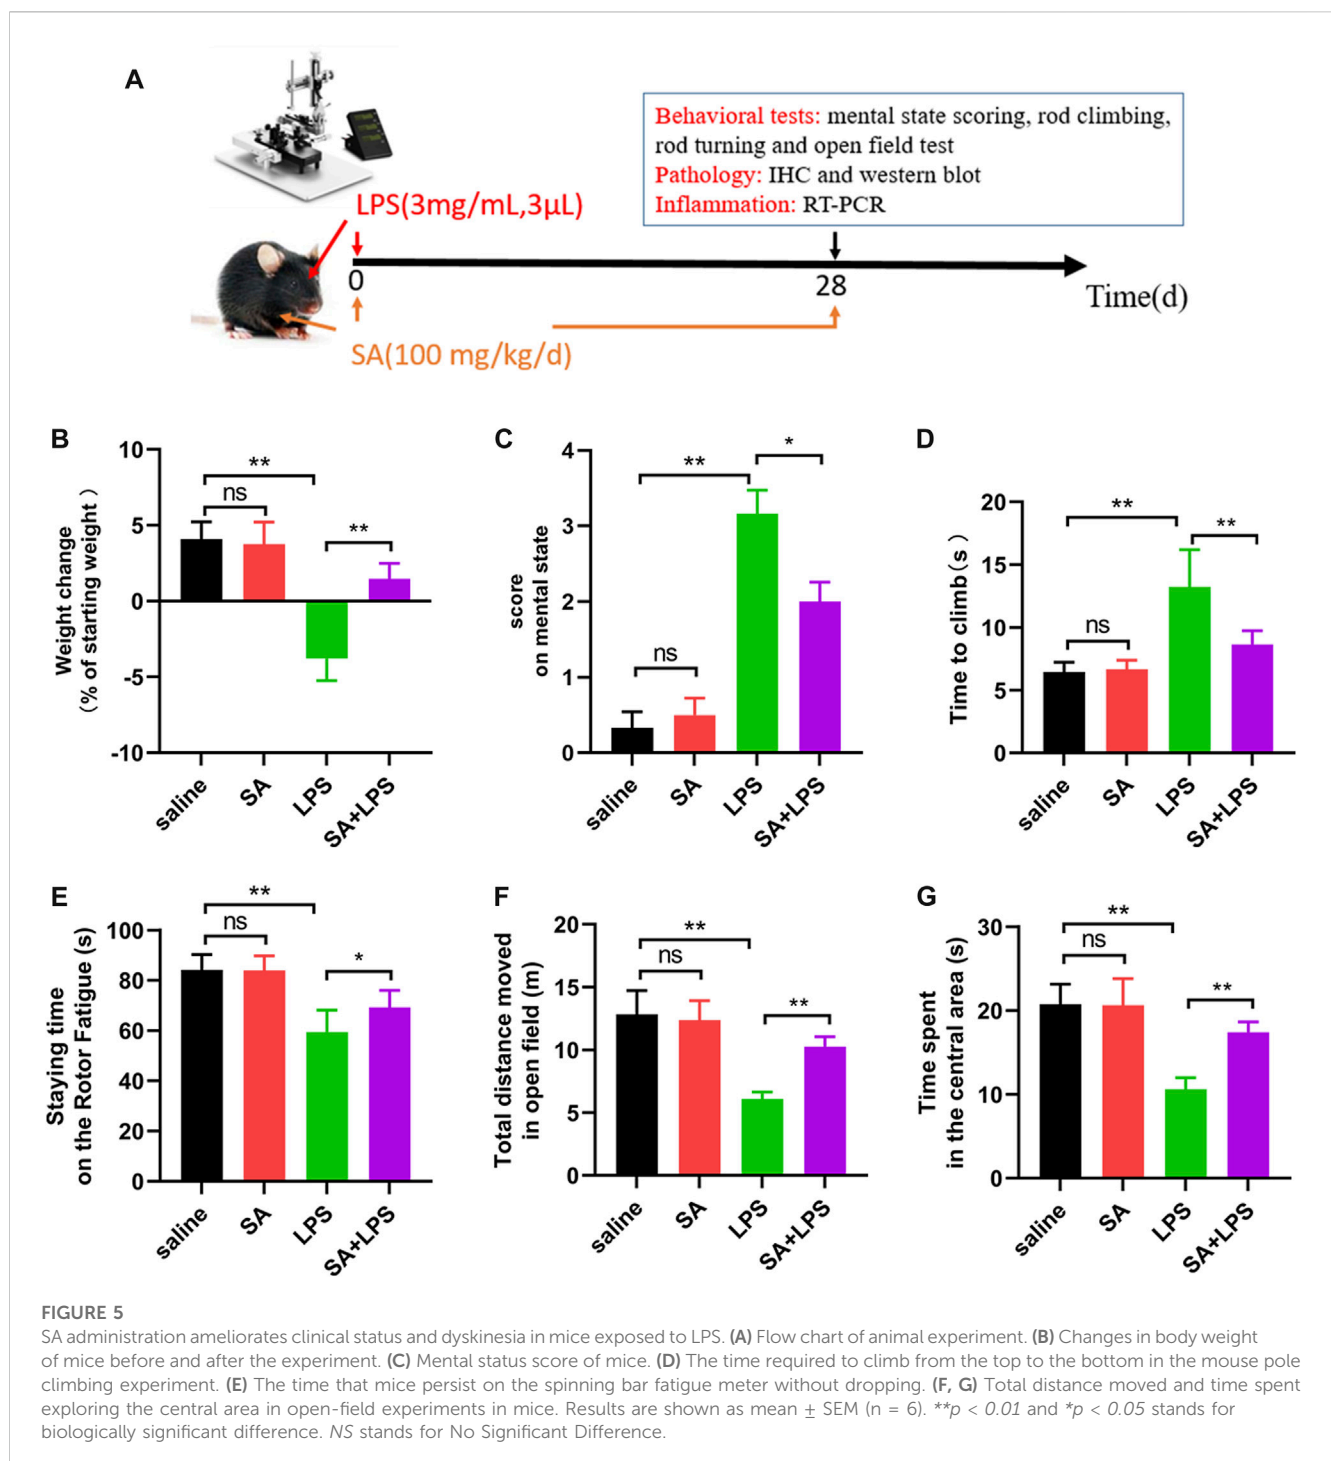 A
LPS(3mg/mL,3μL)
Behavioral tests: mental state scoring, rod climbing,
rod turning and open field test
Pathology: IHC and western blot
Inflammation: RT-PCR
0
28
Time(d)
SA(100 mg/kg/d)
B
Weight change
(% of starting weight )
10
5
0
-5
-10
**
ns
**
saline
SA
LPS
SA+LPS
C
score
on mental state
4
3
2
1
0
**
*
ns
saline
SA
LPS
SA+LPS
D
Time to climb(s )
20
15
10
5
0
**
**
ns
saline
SA
LPS
SA+LPS
E
Staying time
on the Rotor Fatigue (s)
100
80
60
40
20
0
**
ns
*
saline
SA
LPS
SA+LPS
F
Total distance moved
in open field (m)
20
15
10
5
0
**
ns
**
saline
SA
LPS
SA+LPS
G
Time spent
in the central area (s)
30
20
10
0
**
ns
**
saline
SA
LPS
SA+LPS
FIGURE 5
SA administration ameliorates clinical status and dyskinesia in mice exposed to LPS. (A) Flow chart of animal experiment. (B) Changes in body weight
of mice before and after the experiment. (C) Mental status score of mice. (D) The time required to climb from the top to the bottom in the mouse pole
climbing experiment. (E) The time that mice persist on the spinning bar fatigue meter without dropping. (F, G) Total distance moved and time spent
exploring the central area in open-field experiments in mice. Results are shown as mean ± SEM (n = 6). **p < 0.01 and *p < 0.05 stands for
biologically significant difference. NS stands for No Significant Difference.